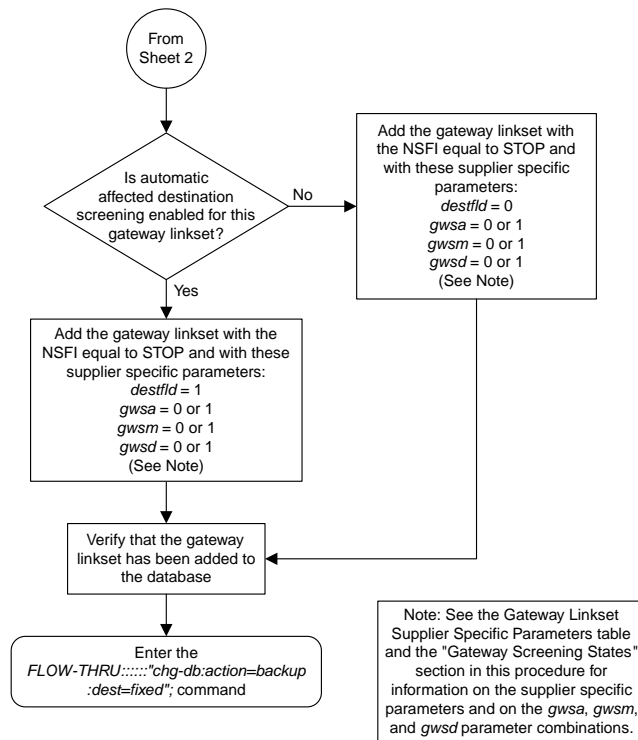 From
Sheet 2
Is automatic
affected destination
screening enabled for this
gateway linkset?
No
Yes
Add the gateway linkset with
the NSFI equal to STOP and
with these supplier specific
parameters:
destfld = 0
gwsa = 0 or 1
gwsm = 0 or 1
gwsd = 0 or 1
(See Note)
Add the gateway linkset with the
NSFI equal to STOP and with these
supplier specific parameters:
destfld = 1
gwsa = 0 or 1
gwsm = 0 or 1
gwsd = 0 or 1
(See Note)
Verify that the gateway
linkset has been added to
the database
Enter the
FLOW-THRU::::::"chg-db:action=backup
:dest=fixed"; command
Note: See the Gateway Linkset
Supplier Specific Parameters table
and the "Gateway Screening States"
section in this procedure for
information on the supplier specific
parameters and on the gwsa, gwsm,
and gwsd parameter combinations.